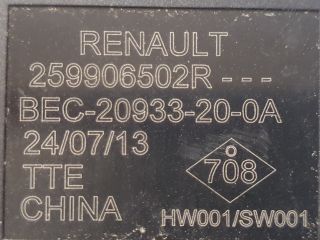 RENAULT
259906502R - - -
BEC-20933-20-0A
24/07/13
TTE
708
CHINA
HW001/SW001